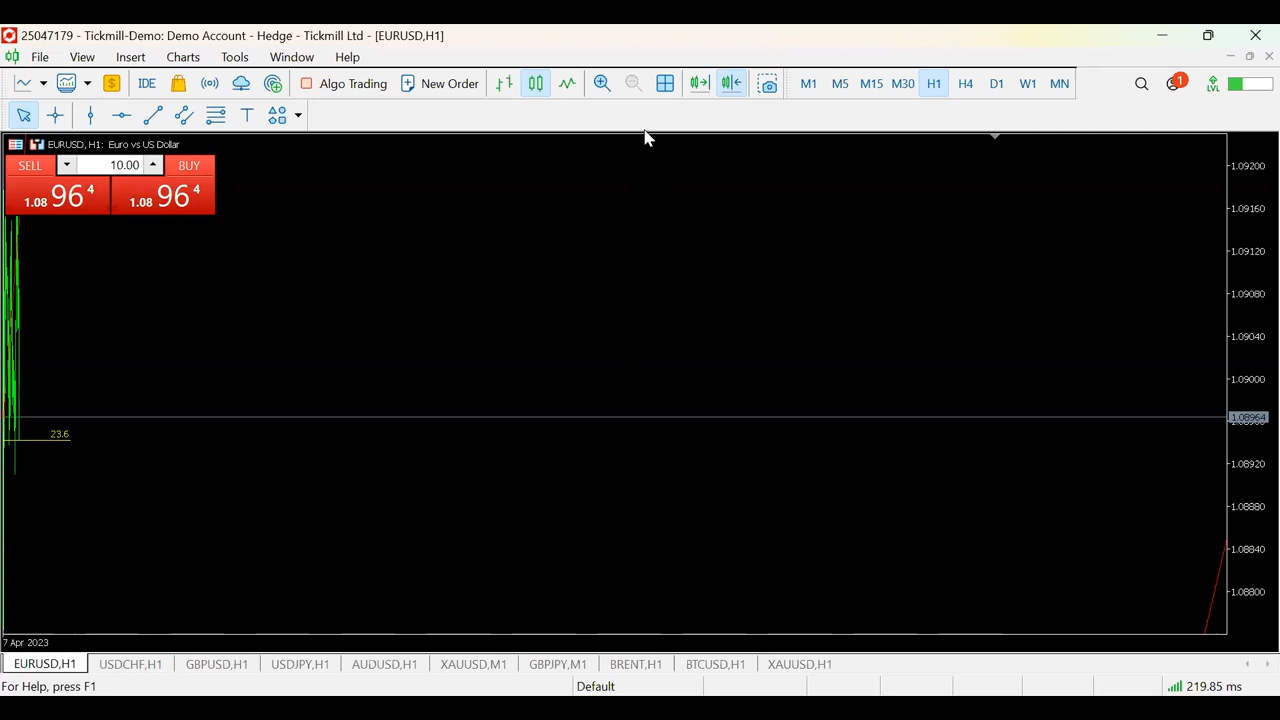 25047179 - Tickmill-Demo: Demo Account - Hedge - Tickmill Ltd - [EURUSD,H1]
File View Insert Charts Tools Window Help
IDE Algo Trading New Order M1 M5 M15 M30 H1 H4 D1 W1 MN 1 LVL
T
EURUSD, H1: Euro vs US Dollar
SELL 10.00 BUY
1.08 96 4 1.08 96 4
1.09200
1.09160
1.09120
1.09080
1.09040
1.09000
1.08964
23.6
1.08920
1.08880
1.08840
1.08800
7 Apr 2023
EURUSD,H1 USDCHF,H1 GBPUSD,H1 USDJPY,H1 AUDUSD,H1 XAUUSD,M1 GBPJPY,M1 BRENT,H1 BTCUSD,H1 XAUUSD,H1
For Help, press F1 Default 219.85 ms